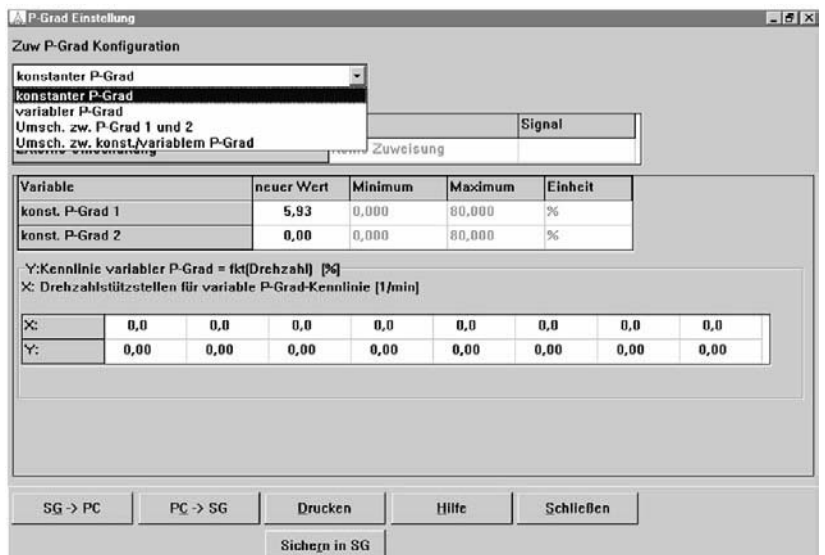 P-Grad Einstellung
Zuw P-Grad Konfiguration
konstanter P-Grad
konstanter P-Grad
variabler P-Grad
Umsch. zw. P-Grad 1 und 2
Umsch. zw. konst./variablem P-Grad
Signal
Zuweisung
Variable neuer Wert Minimum Maximum Einheit
konst. P-Grad 1 5,93 0,000 80,000 %
konst. P-Grad 2 0,00 0,000 80,000 %
Y:Kennlinie variabler P-Grad = fkt(Drehzahl) [%]
X: Drehzahlstützstellen für variable P-Grad-Kennlinie [1/min]
X: 0,0 0,0 0,0 0,0 0,0 0,0 0,0 0,0
Y: 0,00 0,00 0,00 0,00 0,00 0,00 0,00 0,00
SG -> PC PC -> SG Drucken Hilfe Schließen
Sichern in SG